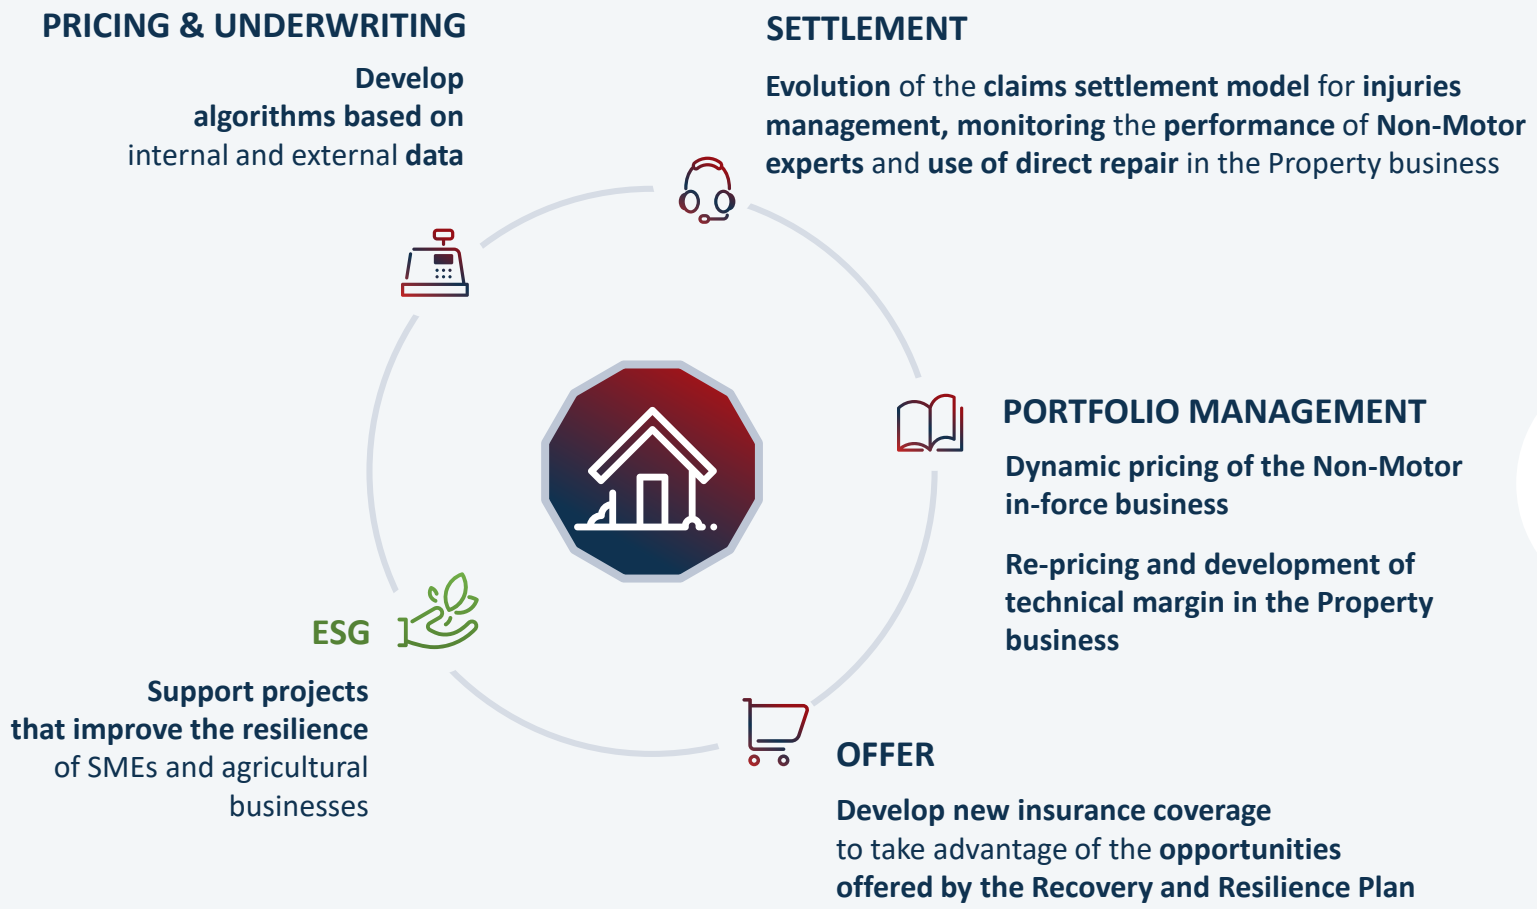 PRICING & UNDERWRITING
Develop
algorithms based on
internal and external data
SETTLEMENT
Evolution of the claims settlement model for injuries
management, monitoring the performance of Non-Motor
experts and use of direct repair in the Property business
PORTFOLIO MANAGEMENT
Dynamic pricing of the Non-Motor
in-force business
Re-pricing and development of
technical margin in the Property
business
ESG
Support projects
that improve the resilience
of SMEs and agricultural
businesses
OFFER
Develop new insurance coverage
to take advantage of the opportunities
offered by the Recovery and Resilience Plan